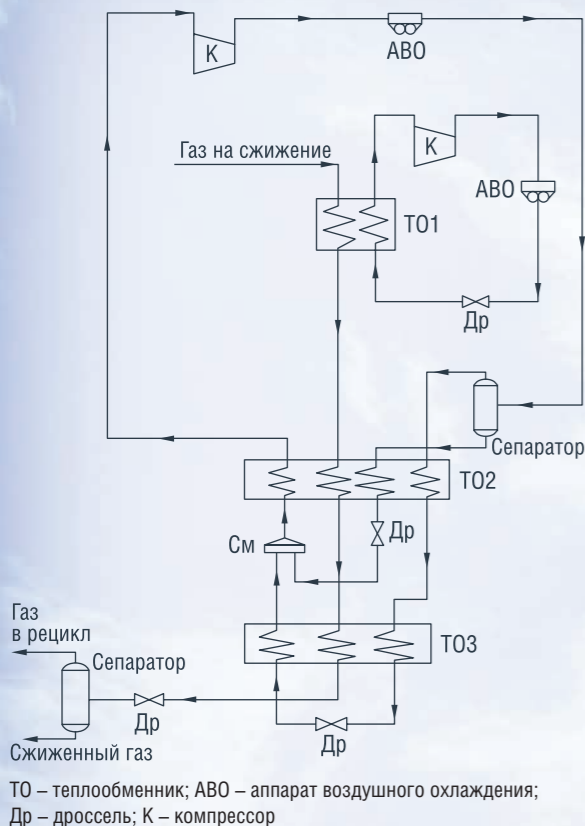 К
АВО
Газ на сжижение
К
АВО
ТО1
Др
Сепаратор
ТО2
См
Др
Газ
в рецикл
ТО3
Сепаратор
Др
Др
Сжиженный газ
ТО – теплообменник; АВО – аппарат воздушного охлаждения;
Др – дроссель; К – компрессор